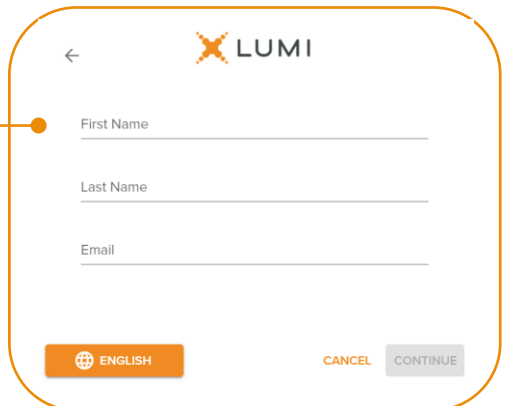 LUMI
First Name
Last Name
Email
ENGLISH CANCEL CONTINUE